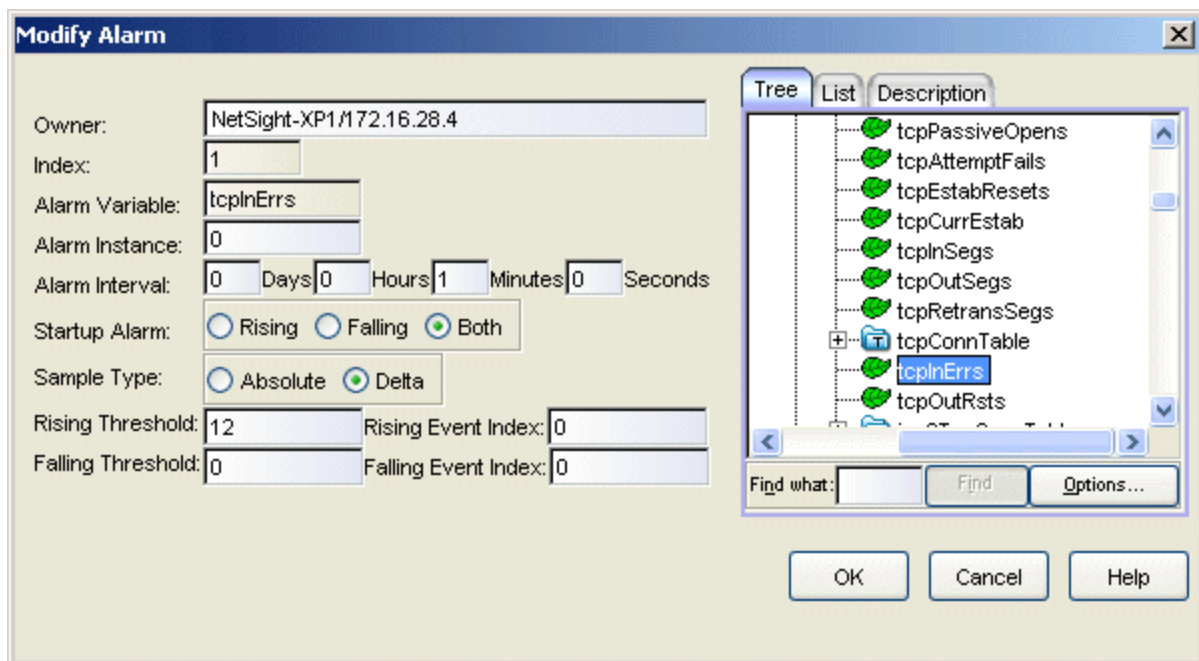 Modify Alarm
Owner: NetSight-XP1/172.16.28.4
Index: 1
Alarm Variable: tcpInErrs
Alarm Instance: 0
Alarm Interval: 0 Days 0 Hours 1 Minutes 0 Seconds
Startup Alarm: Rising Falling Both
Sample Type: Absolute Delta
Rising Threshold: 12 Rising Event Index: 0
Falling Threshold: 0 Falling Event Index: 0
Tree List Description
tcpPassiveOpens
tcpAttemptFails
tcpEstabResets
tcpCurrEstab
tcpInSegs
tcpOutSegs
tcpRetransSegs
T tcpConnTable
tcpInErrs
tcpOutRsts
Find what: Find Options...
OK Cancel Help